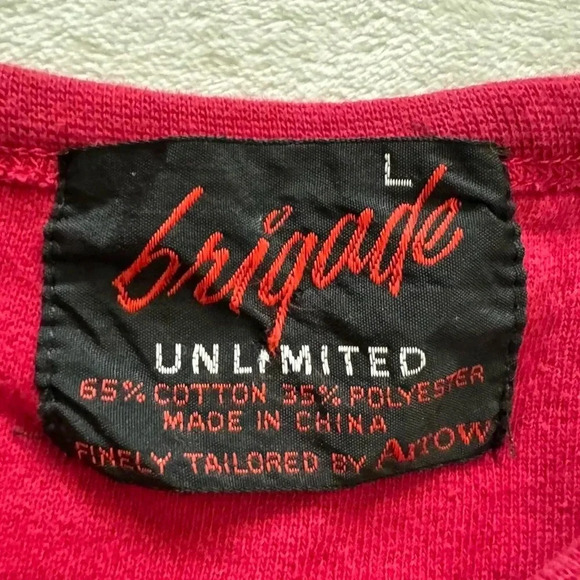 L
brigade
UNLIMITED
65% COTTON 35% POLYESTER
MADE IN CHINA
FINELY TAILORED BY Arrow